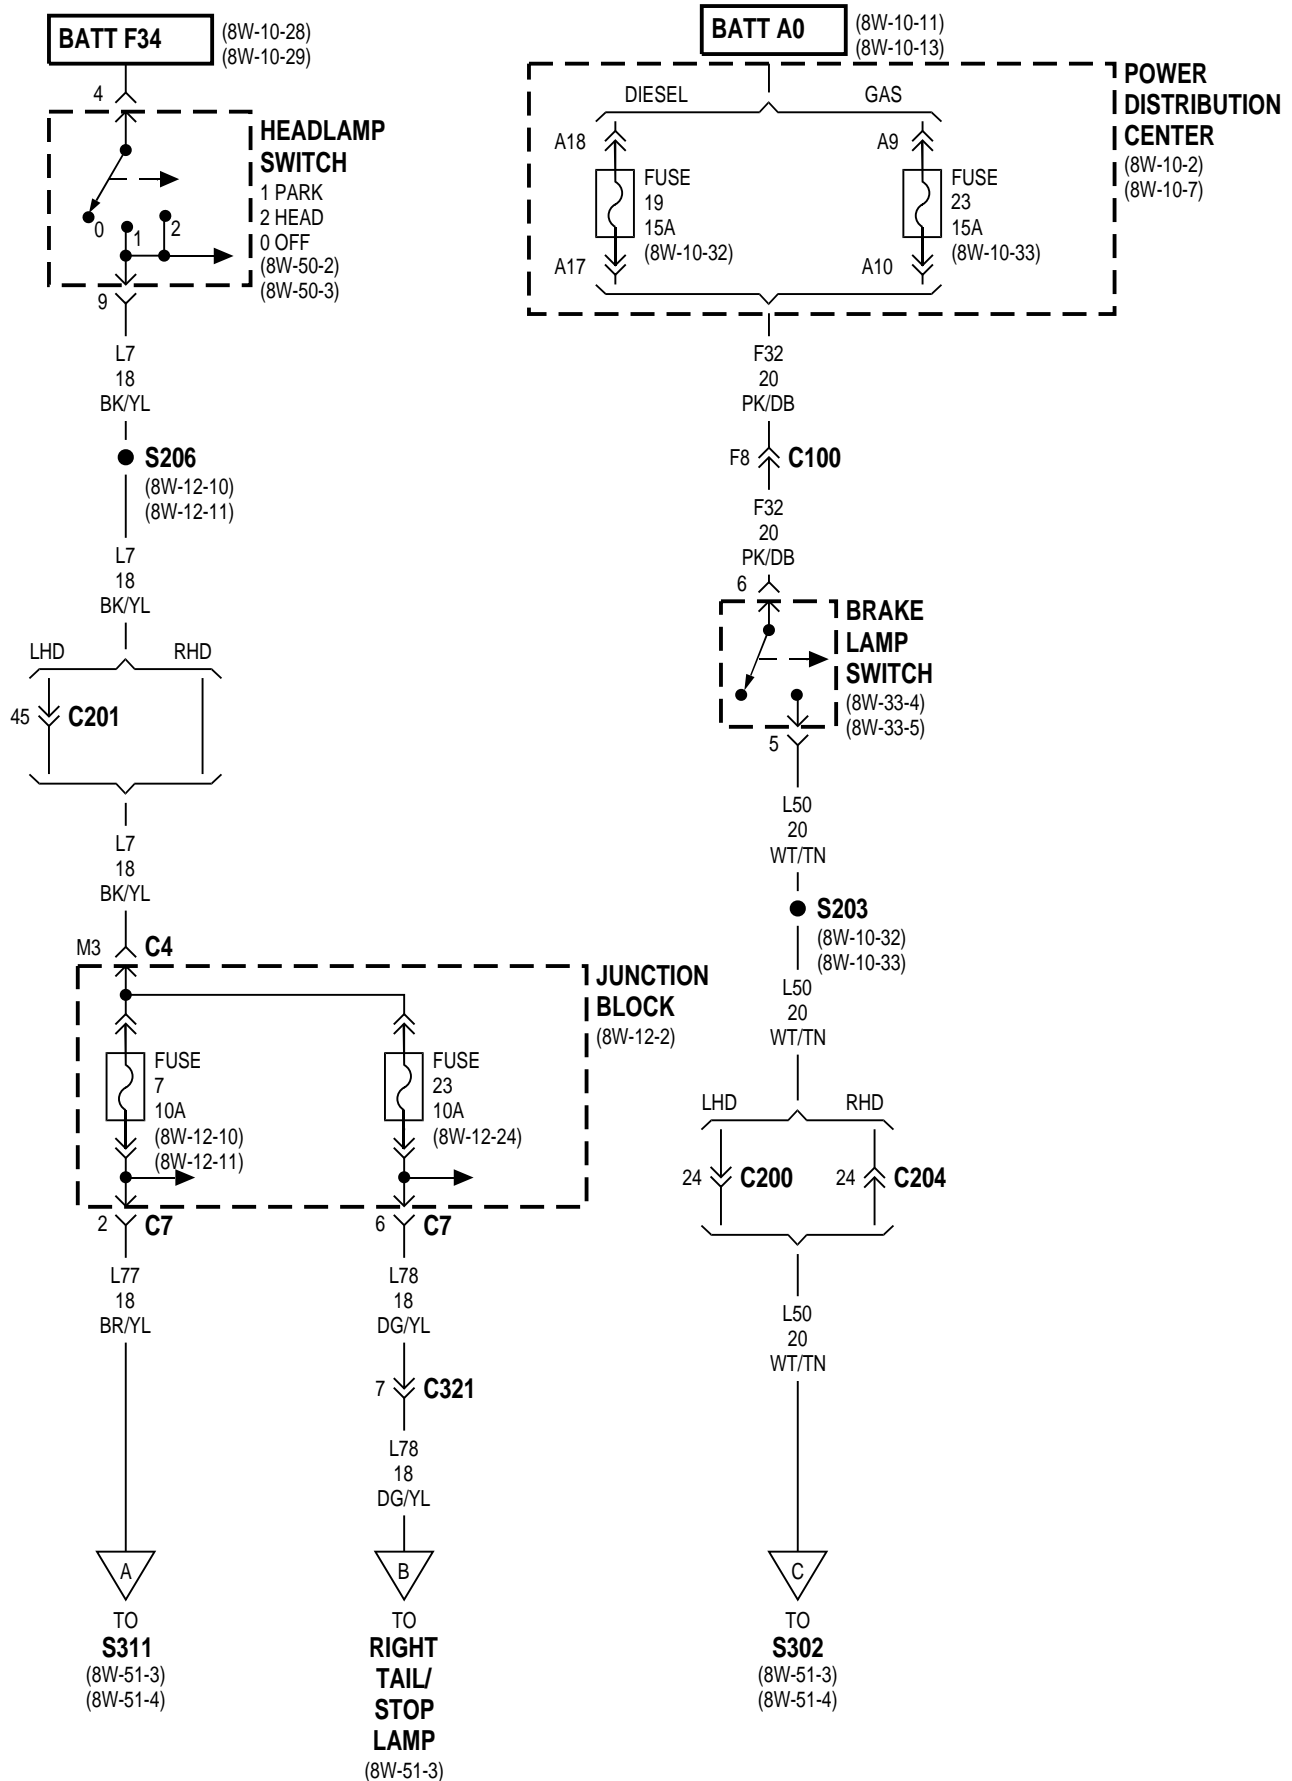 BATT F34
(8W-10-28)
(8W-10-29)
4
HEADLAMP
SWITCH
1 PARK
2 HEAD
0 OFF
(8W-50-2)
(8W-50-3)
0
1
2
9
L7
18
BK/YL
S206
(8W-12-10)
(8W-12-11)
L7
18
BK/YL
LHD
RHD
45
C201
L7
18
BK/YL
M3
C4
JUNCTION
BLOCK
(8W-12-2)
FUSE
7
10A
(8W-12-10)
(8W-12-11)
FUSE
23
10A
(8W-12-24)
2
C7
6
C7
L77
18
BR/YL
L78
18
DG/YL
7
C321
L78
18
DG/YL
A
TO
S311
(8W-51-3)
(8W-51-4)
B
TO
RIGHT
TAIL/
STOP
LAMP
(8W-51-3)
BATT A0
(8W-10-11)
(8W-10-13)
POWER
DISTRIBUTION
CENTER
(8W-10-2)
(8W-10-7)
DIESEL
GAS
A18
FUSE
19
15A
(8W-10-32)
A17
A9
FUSE
23
15A
(8W-10-33)
A10
F32
20
PK/DB
F8
C100
F32
20
PK/DB
6
BRAKE
LAMP
SWITCH
(8W-33-4)
(8W-33-5)
5
L50
20
WT/TN
S203
(8W-10-32)
(8W-10-33)
L50
20
WT/TN
LHD
RHD
24
C200
24
C204
L50
20
WT/TN
C
TO
S302
(8W-51-3)
(8W-51-4)